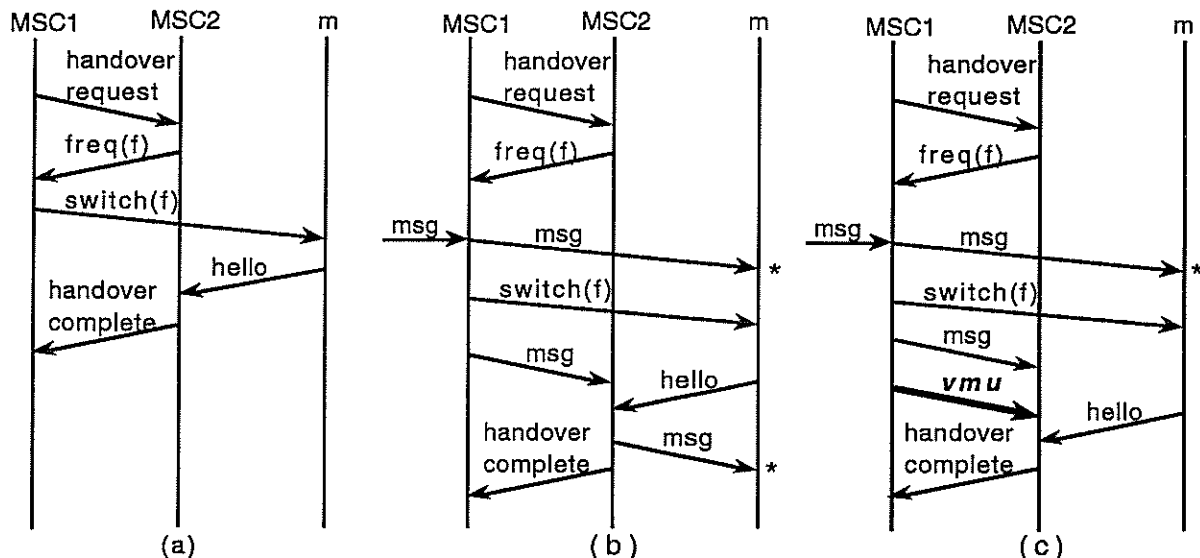 MSC1 MSC2 m
handover
request
freq(f)
switch(f)
hello
handover
complete
(a)
MSC1 MSC2 m
handover
request
freq(f)
msg msg *
switch(f)
msg
hello
handover
complete
msg *
(b)
MSC1 MSC2 m
handover
request
freq(f)
msg msg *
switch(f)
msg
vmu
hello
handover
complete
(c)